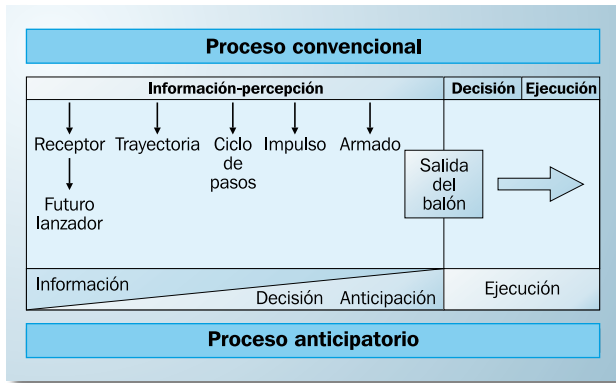 Proceso convencional
Información-percepción Decisión Ejecución
Receptor Trayectoria Ciclo de pasos Impulso Armado
Futuro lanzador
Salida del balón
Información Decisión Anticipación Ejecución
Proceso anticipatorio